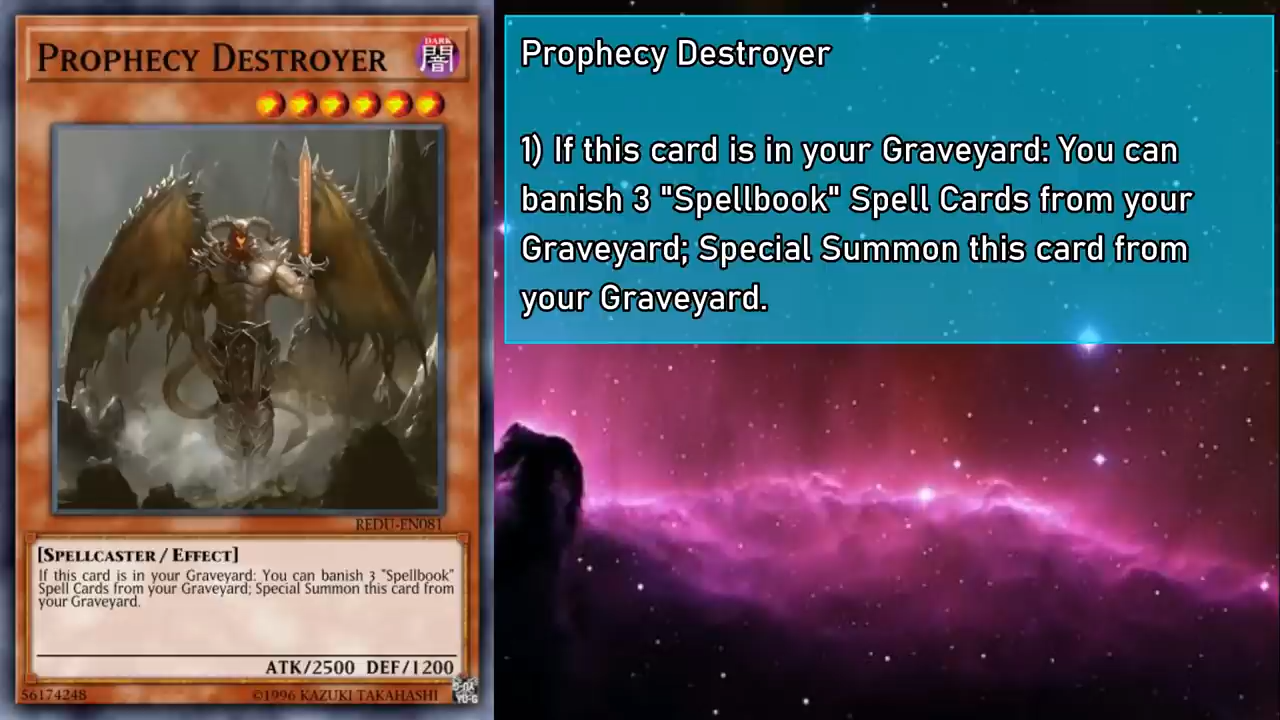 PROPHECY DESTROYER
DARK
闇
REDU-EN081
[SPELLCASTER / EFFECT]
If this card is in your Graveyard: You can banish 3 "Spellbook"
Spell Cards from your Graveyard; Special Summon this card from
your Graveyard.
ATK/2500 DEF/1200
56174248
©1996 KAZUKI TAKAHASHI
Prophecy Destroyer
1) If this card is in your Graveyard: You can
banish 3 "Spellbook" Spell Cards from your
Graveyard; Special Summon this card from
your Graveyard.